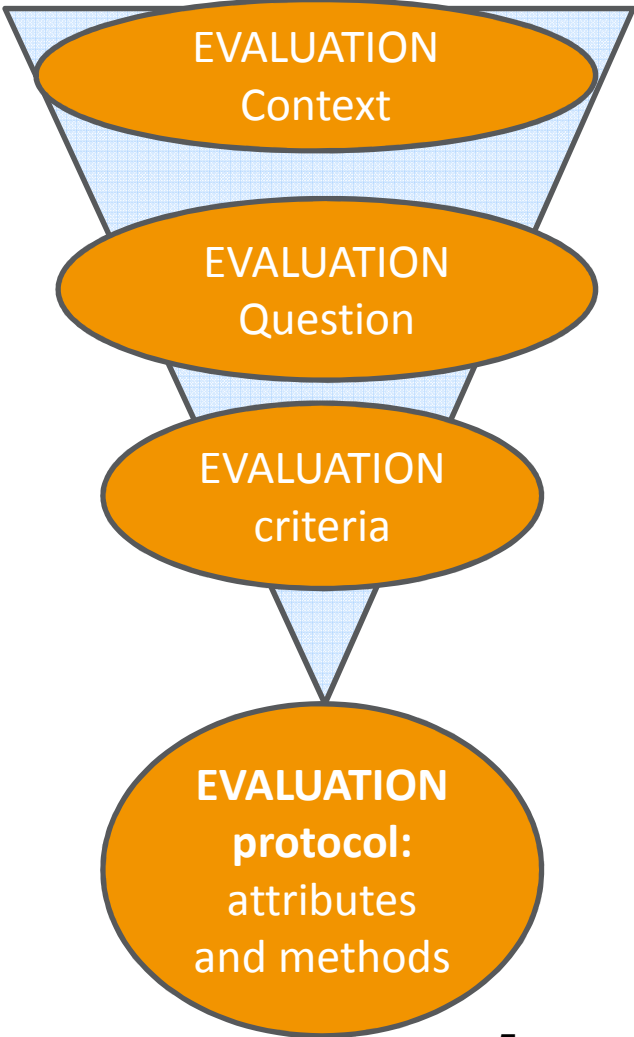 EVALUATION
Context
EVALUATION
Question
EVALUATION
criteria
EVALUATION
protocol:
attributes
and methods